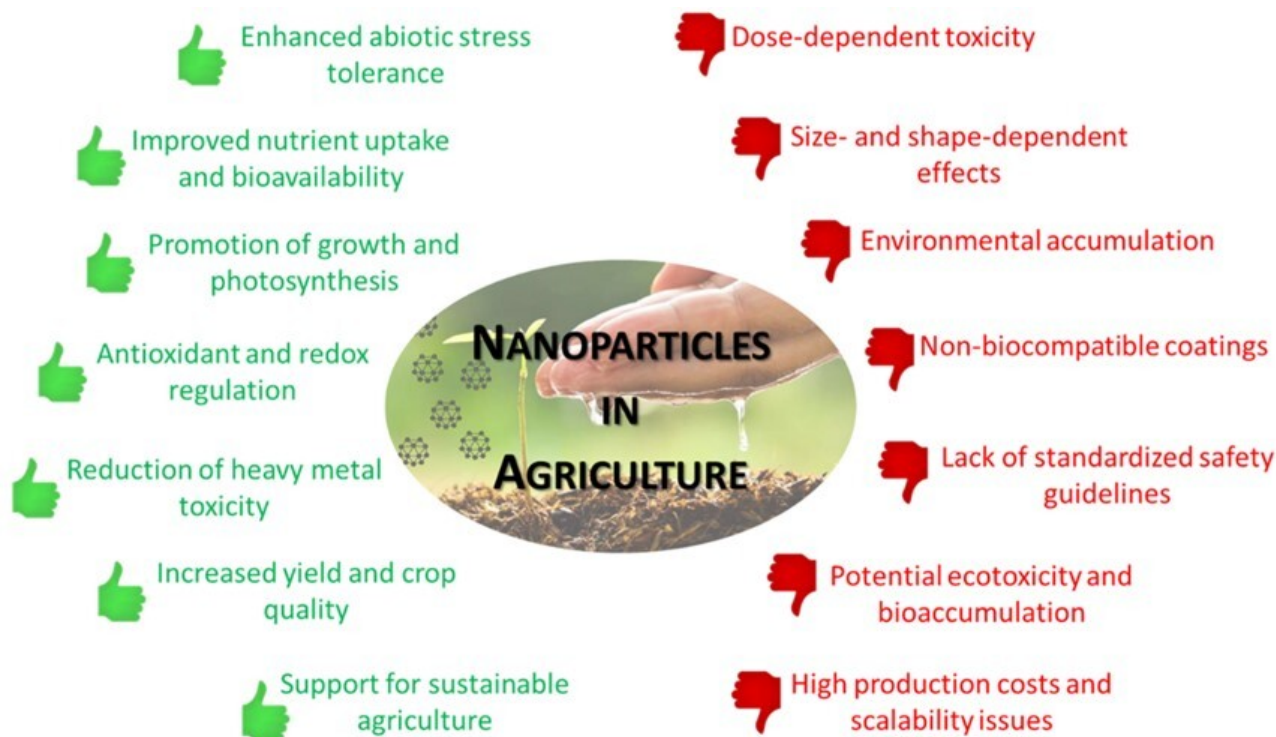 Enhanced abiotic stress
tolerance
Improved nutrient uptake
and bioavailability
Promotion of growth and
photosynthesis
Antioxidant and redox
regulation
Reduction of heavy metal
toxicity
Increased yield and crop
quality
Support for sustainable
agriculture
NANOPARTICLES
IN
AGRICULTURE
Dose-dependent toxicity
Size- and shape-dependent
effects
Environmental accumulation
Non-biocompatible coatings
Lack of standardized safety
guidelines
Potential ecotoxicity and
bioaccumulation
High production costs and
scalability issues